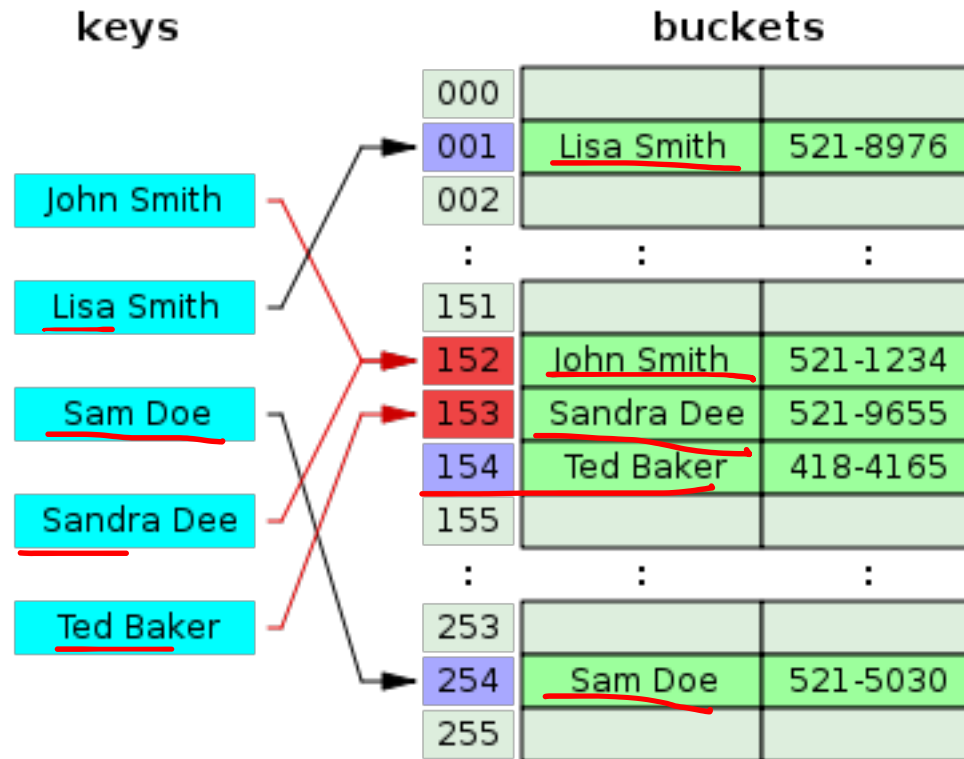 keys
buckets
John Smith
Lisa Smith
Sam Doe
Sandra Dee
Ted Baker
000
001 Lisa Smith 521-8976
002
: : :
151
152 John Smith 521-1234
153 Sandra Dee 521-9655
154 Ted Baker 418-4165
155
: : :
253
254 Sam Doe 521-5030
255